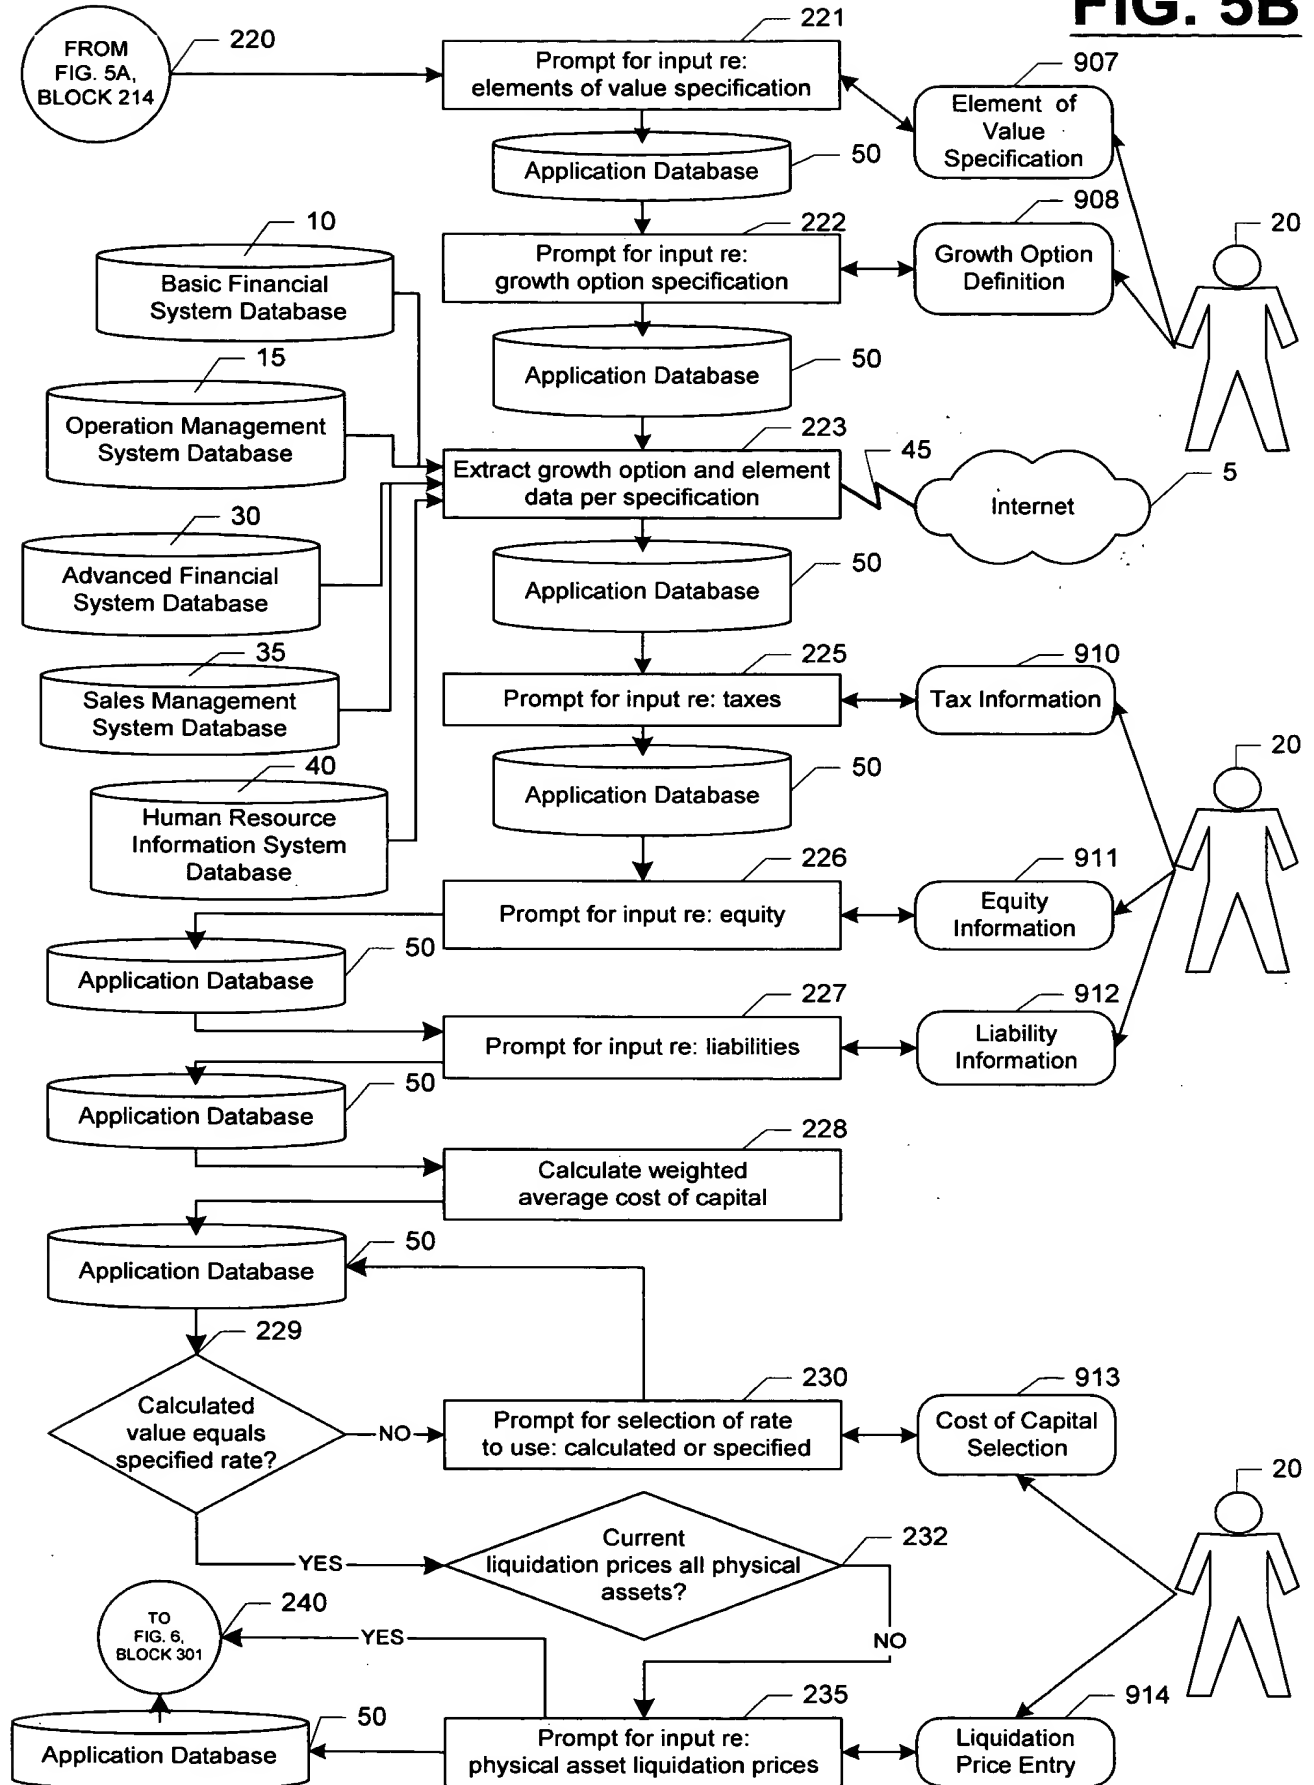 FIG. 5B
FROM
FIG. 5A,
BLOCK 214
220
221
Prompt for input re:
elements of value specification
907
Element of
Value
Specification
Application Database
50
10
Basic Financial
System Database
222
Prompt for input re:
growth option specification
908
Growth Option
Definition
20
15
Operation Management
System Database
Application Database
50
223
Extract growth option and element
data per specification
45
Internet
5
30
Advanced Financial
System Database
Application Database
50
35
Sales Management
System Database
225
Prompt for input re: taxes
910
Tax Information
20
40
Human Resource
Information System
Database
Application Database
50
226
Prompt for input re: equity
911
Equity
Information
Application Database
50
227
Prompt for input re: liabilities
912
Liability
Information
Application Database
50
228
Calculate weighted
average cost of capital
Application Database
50
229
Calculated
value equals
specified rate?
NO
230
Prompt for selection of rate
to use: calculated or specified
913
Cost of Capital
Selection
20
YES
Current
liquidation prices all physical
assets?
232
NO
TO
FIG. 6,
BLOCK 301
240
YES
235
Prompt for input re:
physical asset liquidation prices
914
Liquidation
Price Entry
Application Database
50